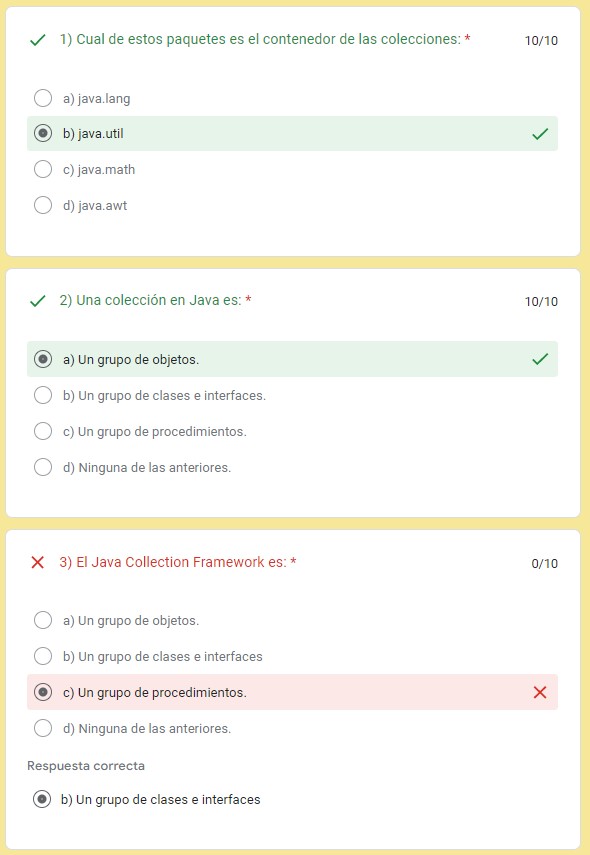 1) Cual de estos paquetes es el contenedor de las colecciones: * 10/10
a) java.lang
b) java.util
c) java.math
d) java.awt
2) Una colección en Java es: * 10/10
a) Un grupo de objetos.
b) Un grupo de clases e interfaces.
c) Un grupo de procedimientos.
d) Ninguna de las anteriores.
3) El Java Collection Framework es: * 0/10
a) Un grupo de objetos.
b) Un grupo de clases e interfaces
c) Un grupo de procedimientos.
d) Ninguna de las anteriores.
Respuesta correcta
b) Un grupo de clases e interfaces